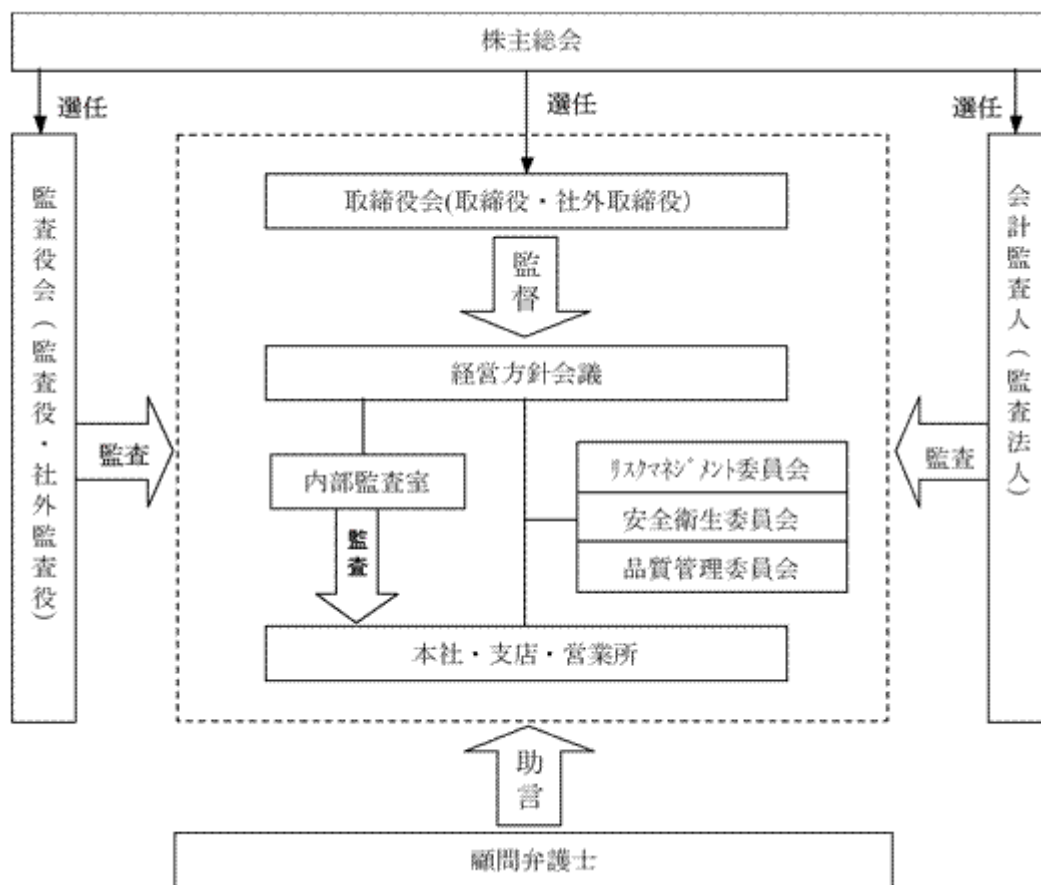 株主総会
選任
選任
選任
監査役会（監査役・社外監査役）
取締役会(取締役・社外取締役）
会計監査人（監査法人）
監督
経営方針会議
監査
内部監査室
リスクマネジメント委員会
安全衛生委員会
品質管理委員会
監査
監査
本社・支店・営業所
助言
顧問弁護士